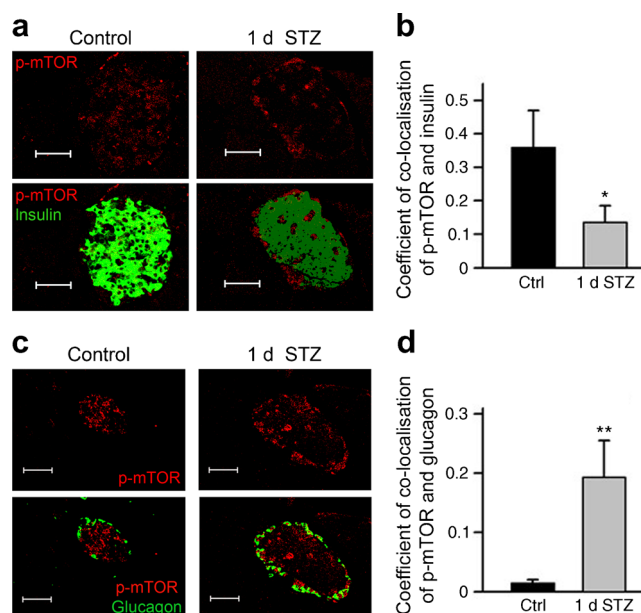 a
Control
1 d STZ
p-mTOR
p-mTOR
Insulin
b
Coefficient of co-localisation
of p-mTOR and insulin
0.5
0.4
0.3
0.2
0.1
0
*
Ctrl
1 d STZ
c
Control
1 d STZ
p-mTOR
p-mTOR
Glucagon
d
Coefficient of co-localisation
of p-mTOR and glucagon
0.3
0.2
0.1
0
**
Ctrl
1 d STZ